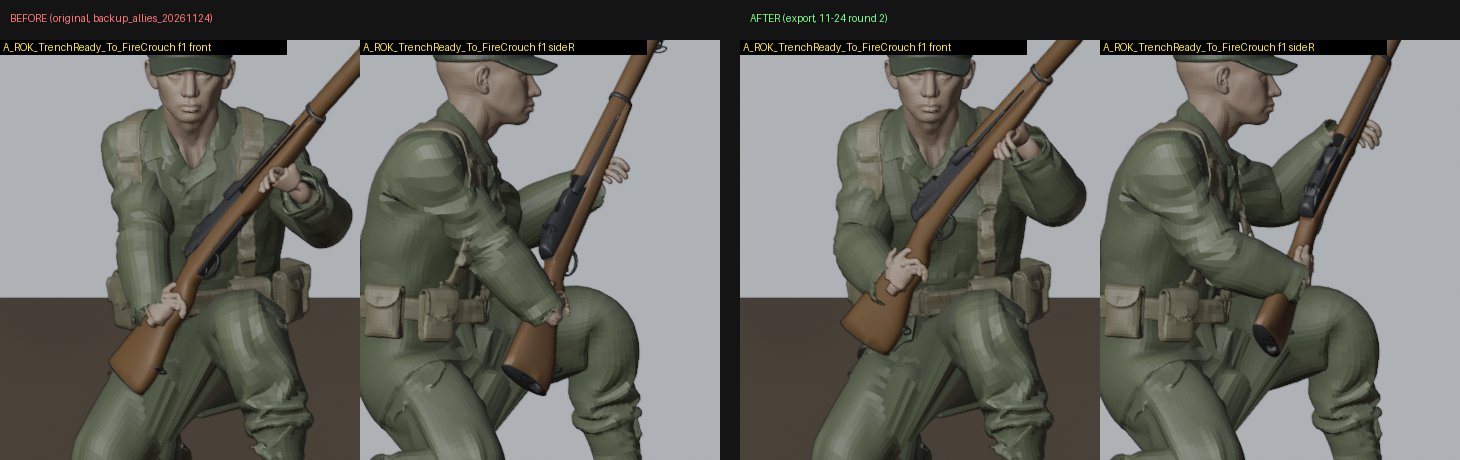 BEFORE (original, backup_allies_20261124)
AFTER (export, 11-24 round 2)
A_ROK_TrenchReady_To_FireCrouch f1 front
A_ROK_TrenchReady_To_FireCrouch f1 sideR
A_ROK_TrenchReady_To_FireCrouch f1 front
A_ROK_TrenchReady_To_FireCrouch f1 sideR